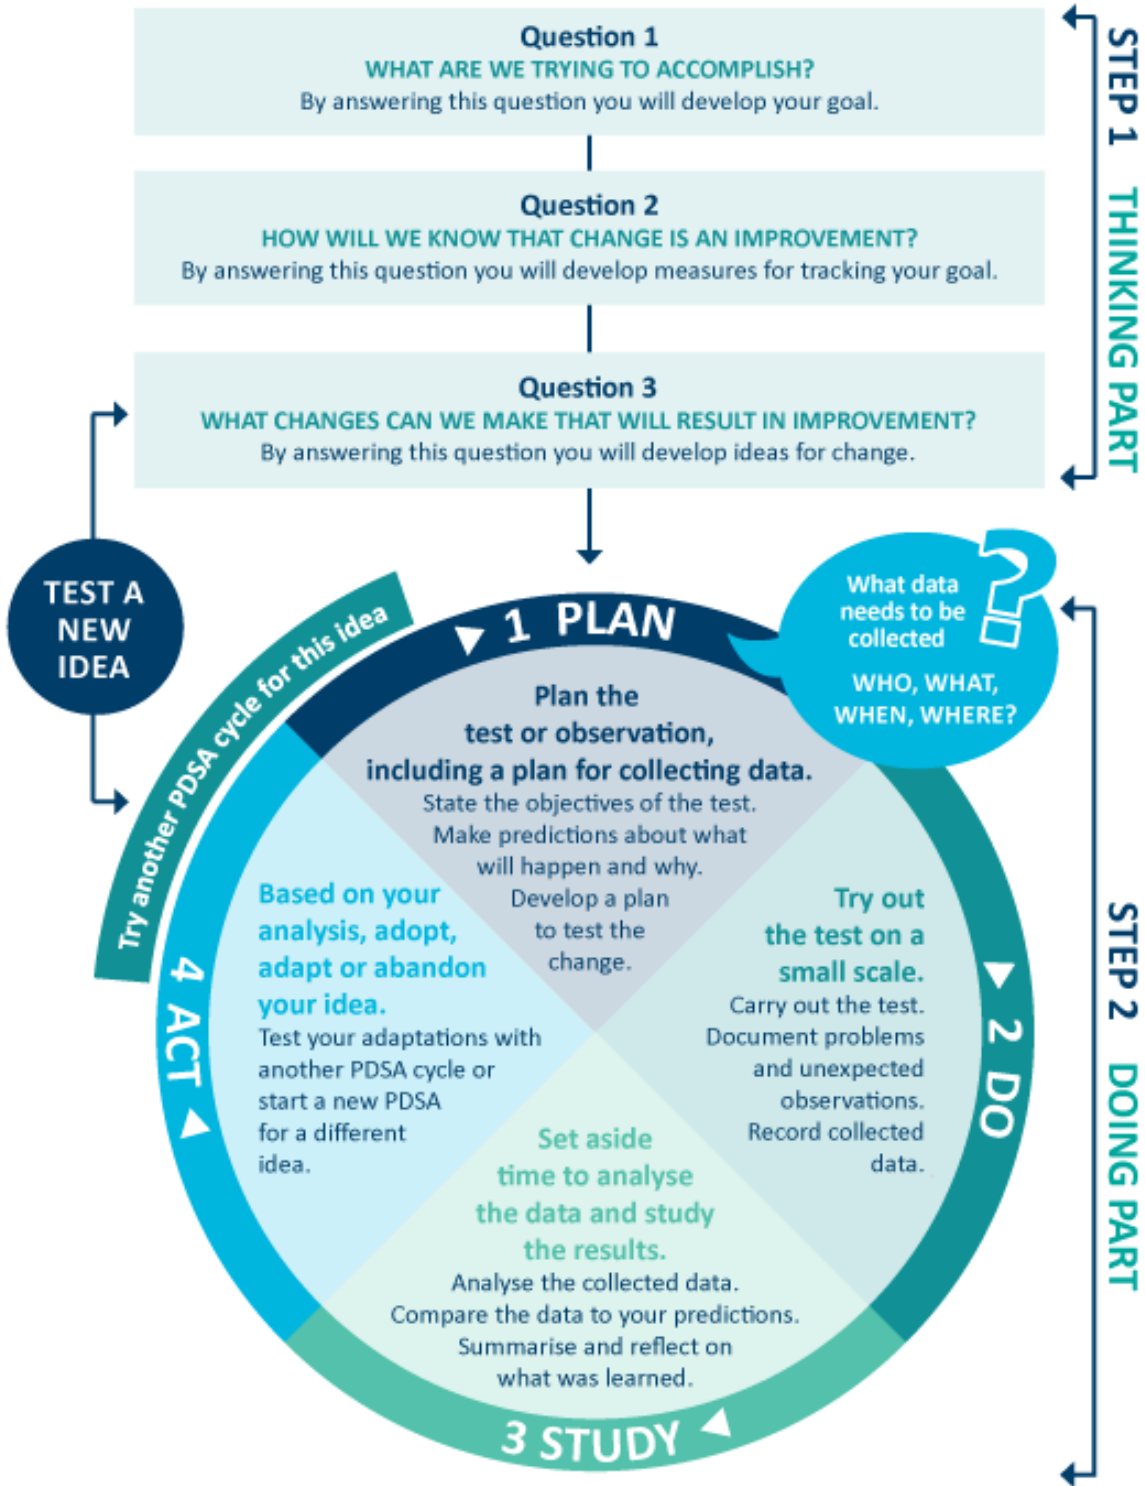 Question 1
WHAT ARE WE TRYING TO ACCOMPLISH?
By answering this question you will develop your goal.
Question 2
HOW WILL WE KNOW THAT CHANGE IS AN IMPROVEMENT?
By answering this question you will develop measures for tracking your goal.
Question 3
WHAT CHANGES CAN WE MAKE THAT WILL RESULT IN IMPROVEMENT?
By answering this question you will develop ideas for change.
STEP 1 THINKING PART
TEST A
NEW
IDEA
Try another PDSA cycle for this idea
1 PLAN
What data
needs to be
collected
?
WHO, WHAT,
WHEN, WHERE?
Plan the
test or observation,
including a plan for collecting data.
State the objectives of the test.
Make predictions about what
will happen and why.
Develop a plan
to test the
change.
2 DO
Try out
the test on a
small scale.
Carry out the test.
Document problems
and unexpected
observations.
Record collected
data.
3 STUDY
Set aside
time to analyse
the data and study
the results.
Analyse the collected data.
Compare the data to your predictions.
Summarise and reflect on
what was learned.
4 ACT
Based on your
analysis, adopt,
adapt or abandon
your idea.
Test your adaptations with
another PDSA cycle or
start a new PDSA
for a different
idea.
STEP 2 DOING PART